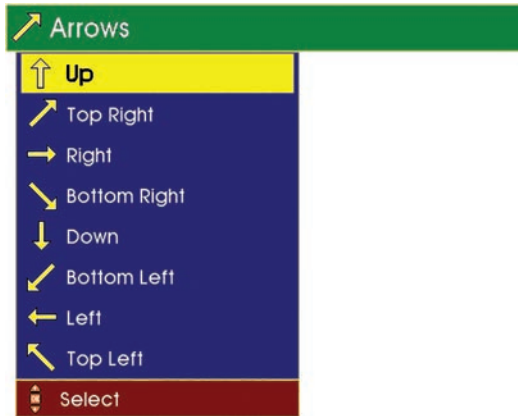 Arrows
Up
Top Right
Right
Bottom Right
Down
Bottom Left
Left
Top Left
Select